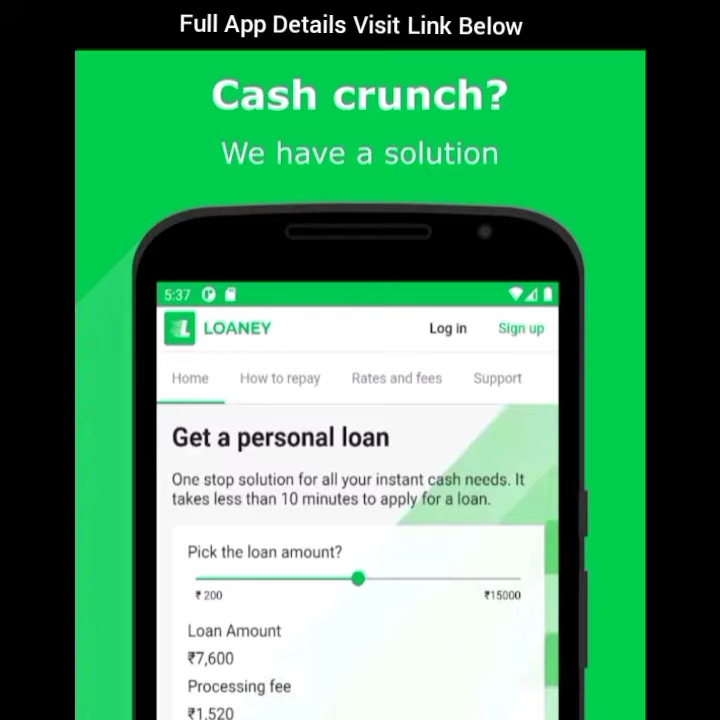 Full App Details Visit Link Below
Cash crunch?
We have a solution
5:37
L LOANEY Log in Sign up
Home How to repay Rates and fees Support
Get a personal loan
One stop solution for all your instant cash needs. It
takes less than 10 minutes to apply for a loan.
Pick the loan amount?
₹ 200 ₹15000
Loan Amount
₹7,600
Processing fee
₹1,520